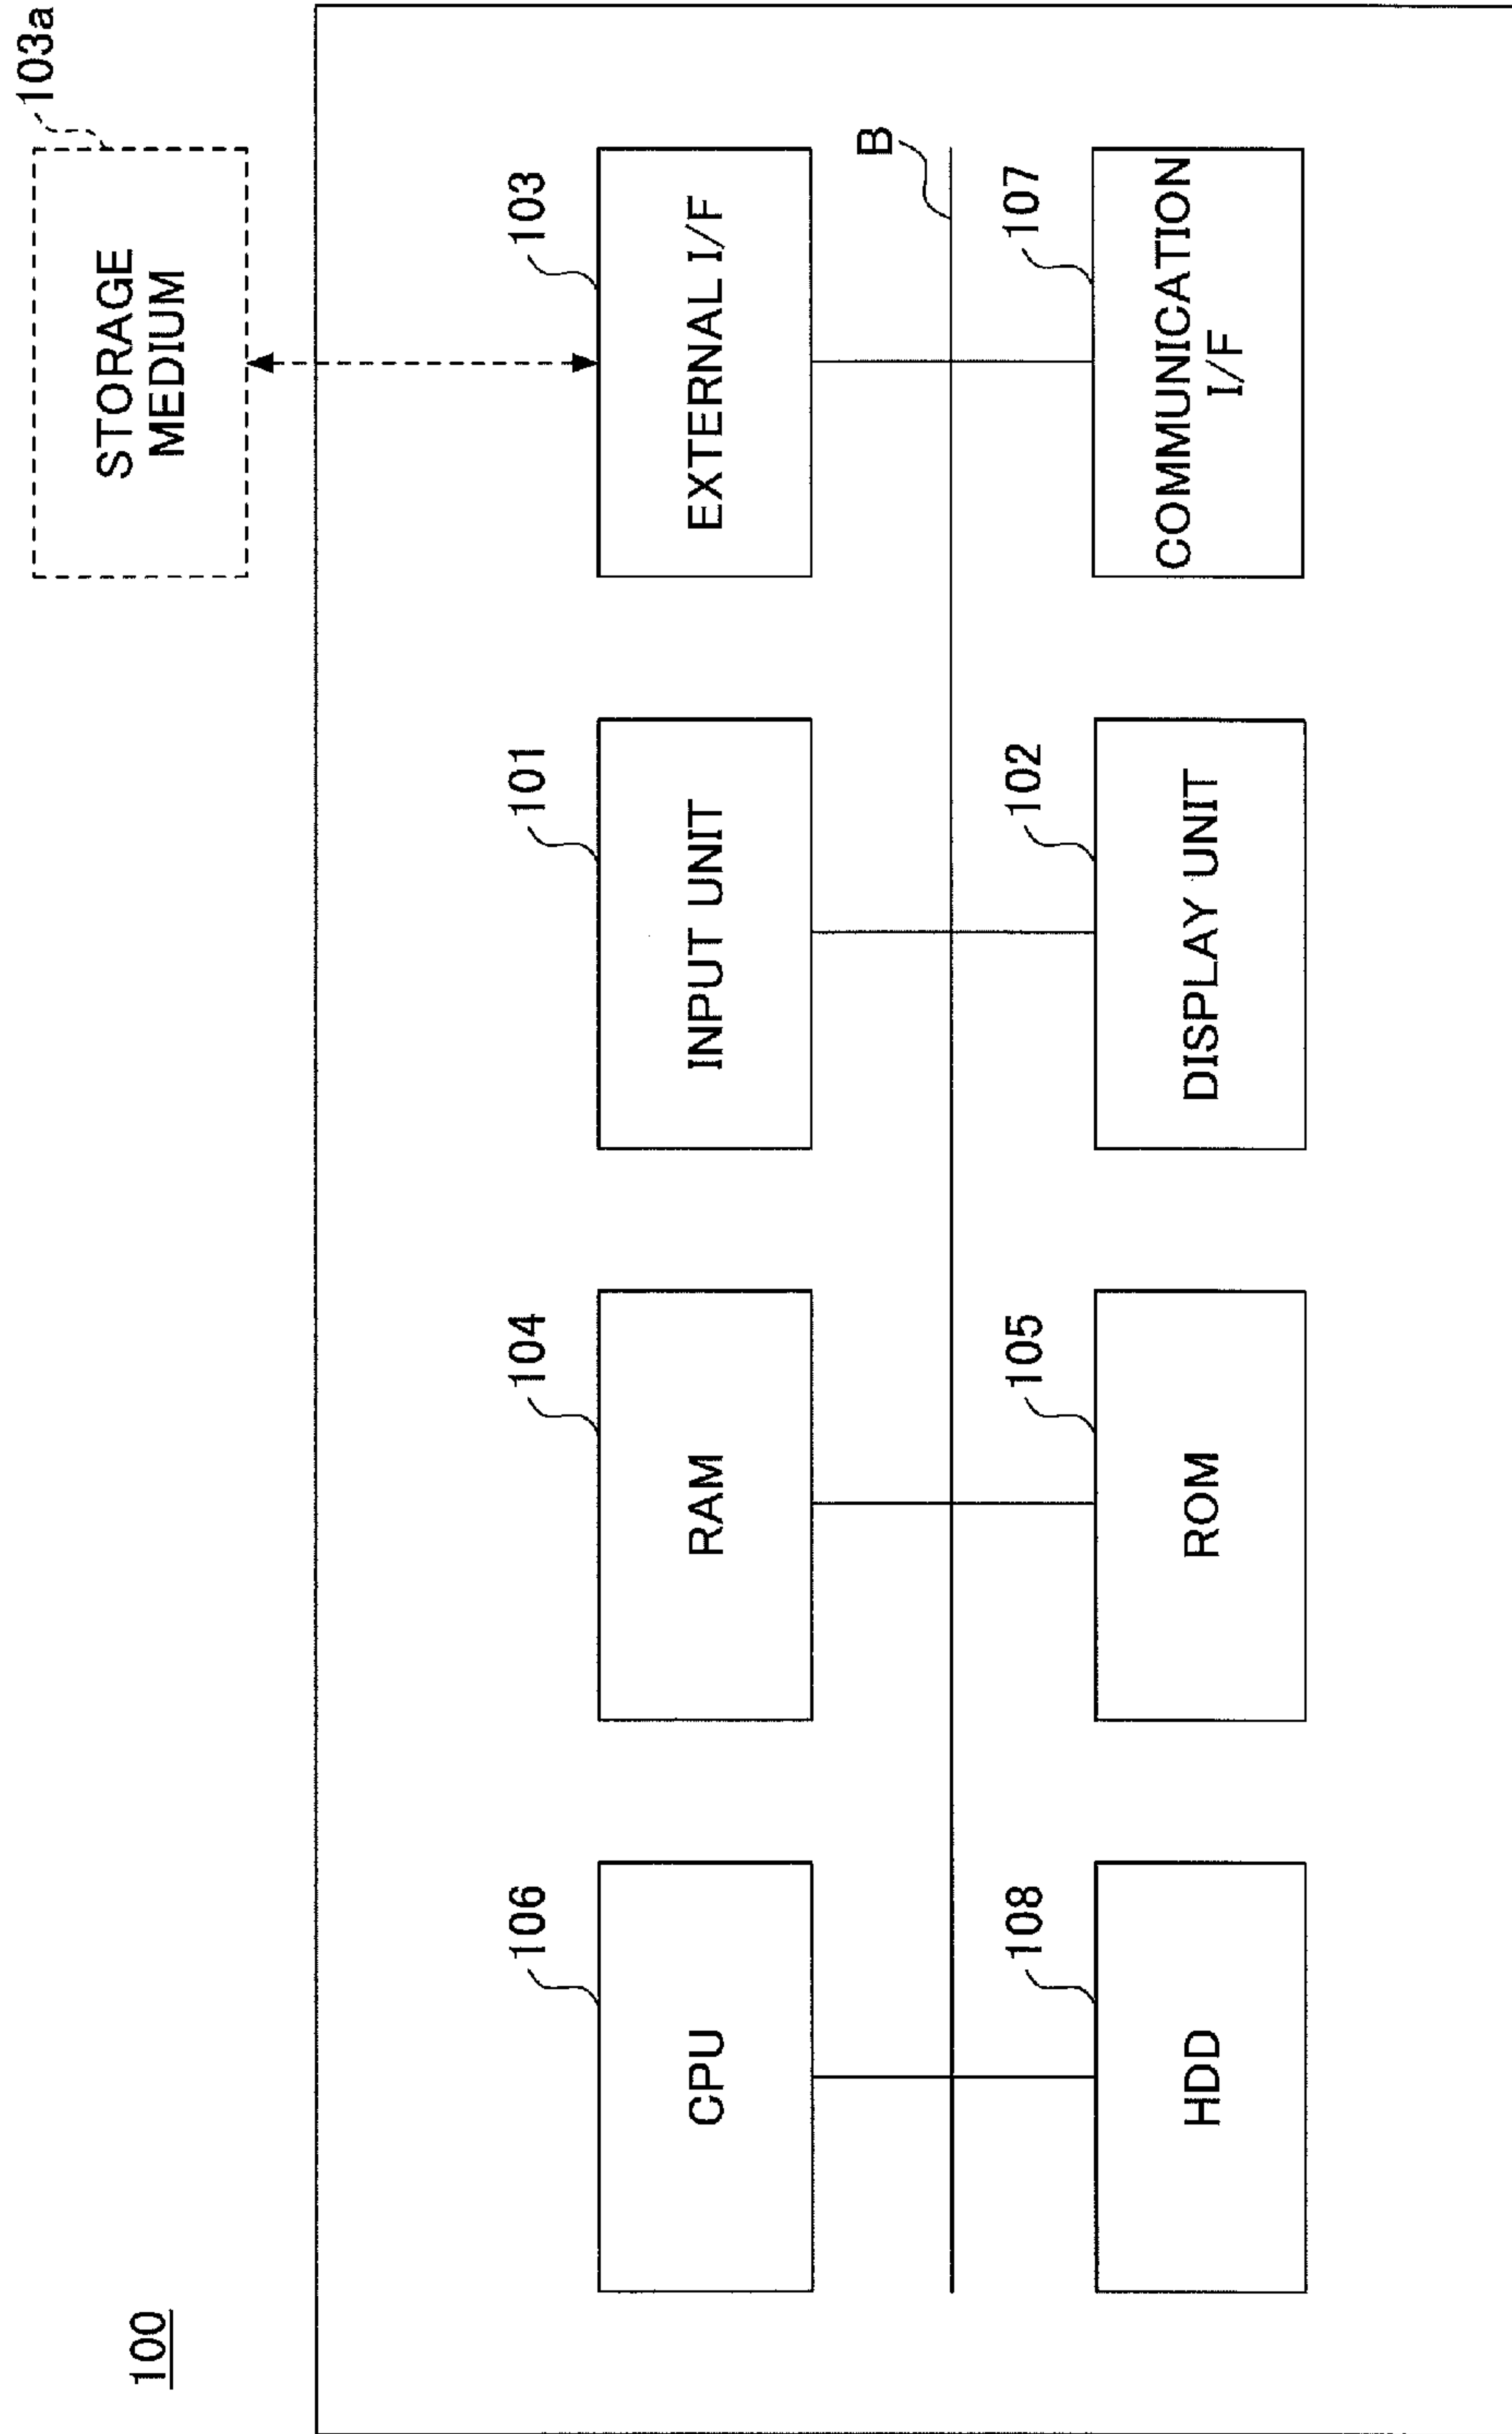 100
103a
STORAGE
MEDIUM
106
104
101
103
CPU
RAM
INPUT UNIT
EXTERNAL I/F
B
108
105
102
107
HDD
ROM
DISPLAY UNIT
COMMUNICATION
I/F